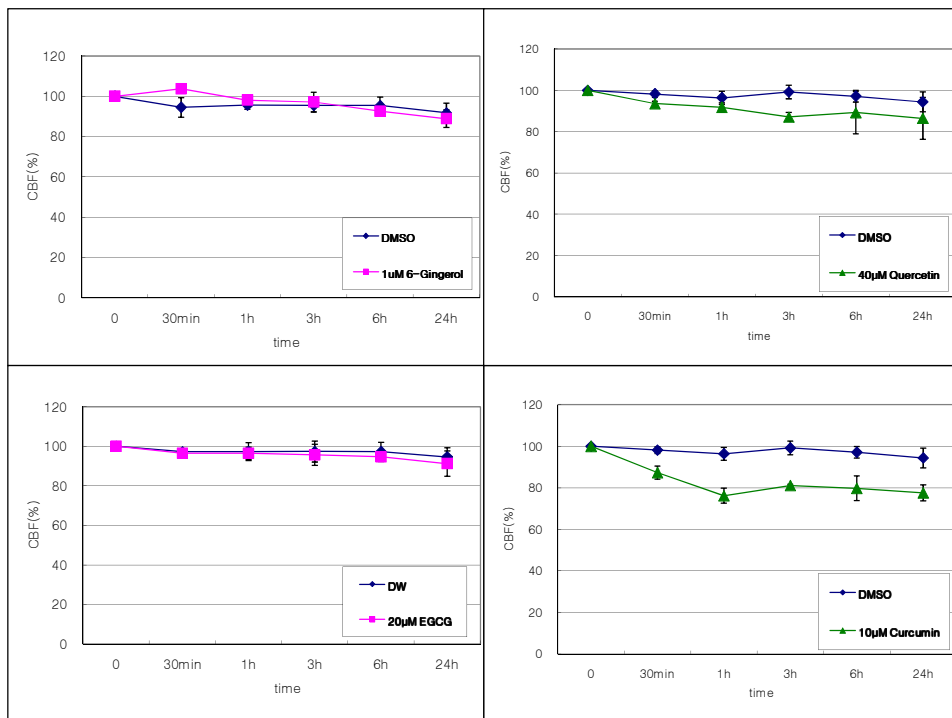 120
100
80
60
40
20
0
CBF(%)
DMSO
1uM 6-Gingerol
0 30min 1h 3h 6h 24h
time
120
100
80
60
40
20
0
CBF(%)
DMSO
40μM Quercetin
0 30min 1h 3h 6h 24h
time
120
100
80
60
40
20
0
CBF(%)
DW
20μM EGCG
0 30min 1h 3h 6h 24h
time
120
100
80
60
40
20
0
CBF(%)
DMSO
10μM Curcumin
0 30min 1h 3h 6h 24h
time